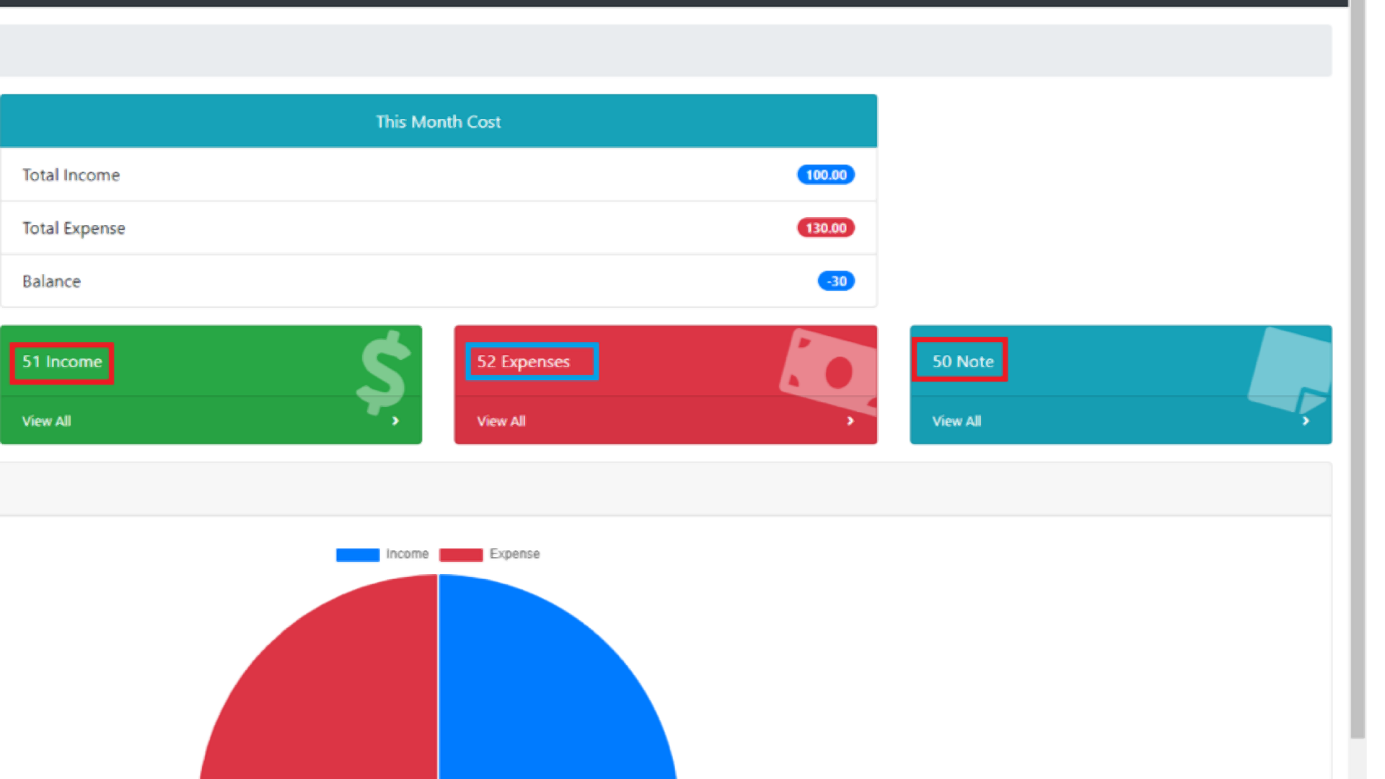 This Month Cost
Total Income 100.00
Total Expense 130.00
Balance -30
51 Income
View All
52 Expenses
View All
50 Note
View All
Income Expense